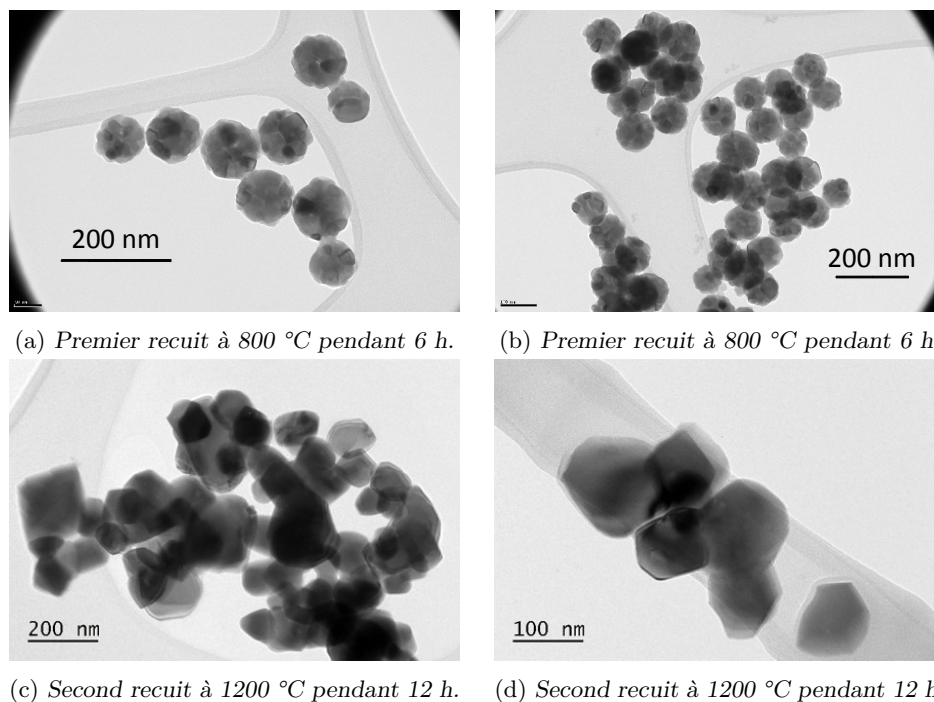 200 nm
200 nm
(a) Premier recuit à 800 °C pendant 6 h.
(b) Premier recuit à 800 °C pendant 6 h
200 nm
100 nm
(c) Second recuit à 1200 °C pendant 12 h.
(d) Second recuit à 1200 °C pendant 12 h